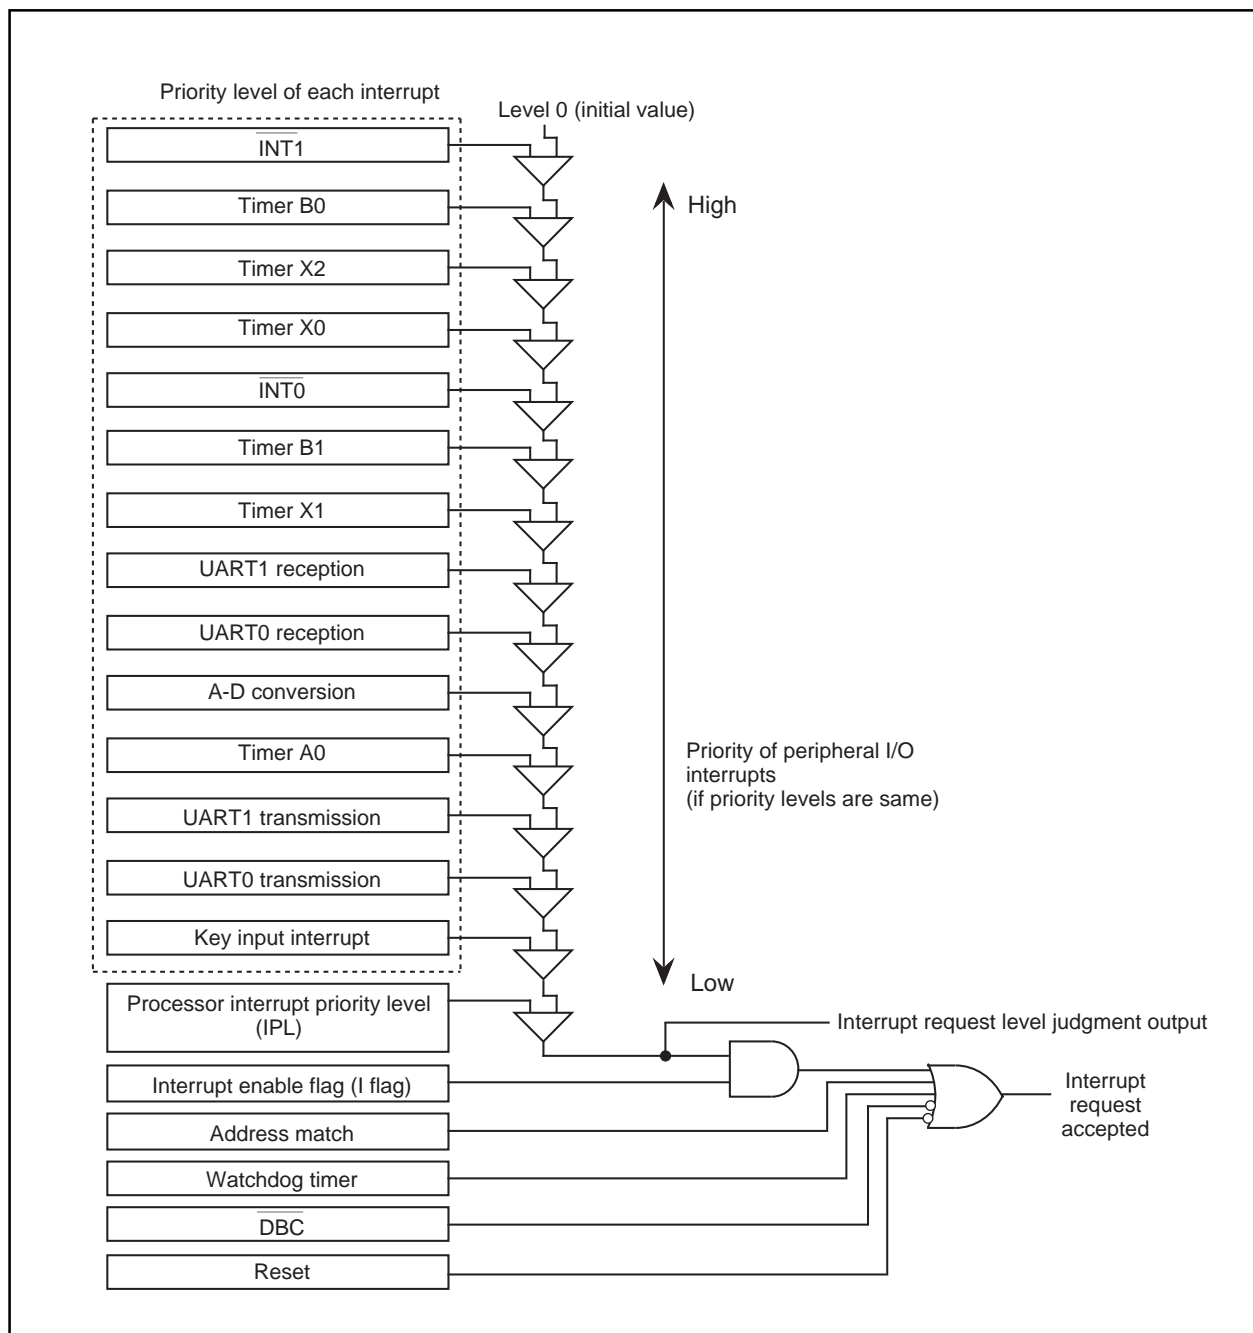 Priority level of each interrupt
Level 0 (initial value)
I̅N̅T̅1̅
Timer B0
High
Timer X2
Timer X0
I̅N̅T̅0̅
Timer B1
Timer X1
UART1 reception
UART0 reception
A-D conversion
Timer A0
Priority of peripheral I/O
interrupts
(if priority levels are same)
UART1 transmission
UART0 transmission
Key input interrupt
Low
Processor interrupt priority level
(IPL)
Interrupt request level judgment output
Interrupt enable flag (I flag)
Interrupt
request
accepted
Address match
Watchdog timer
D̅B̅C̅
Reset